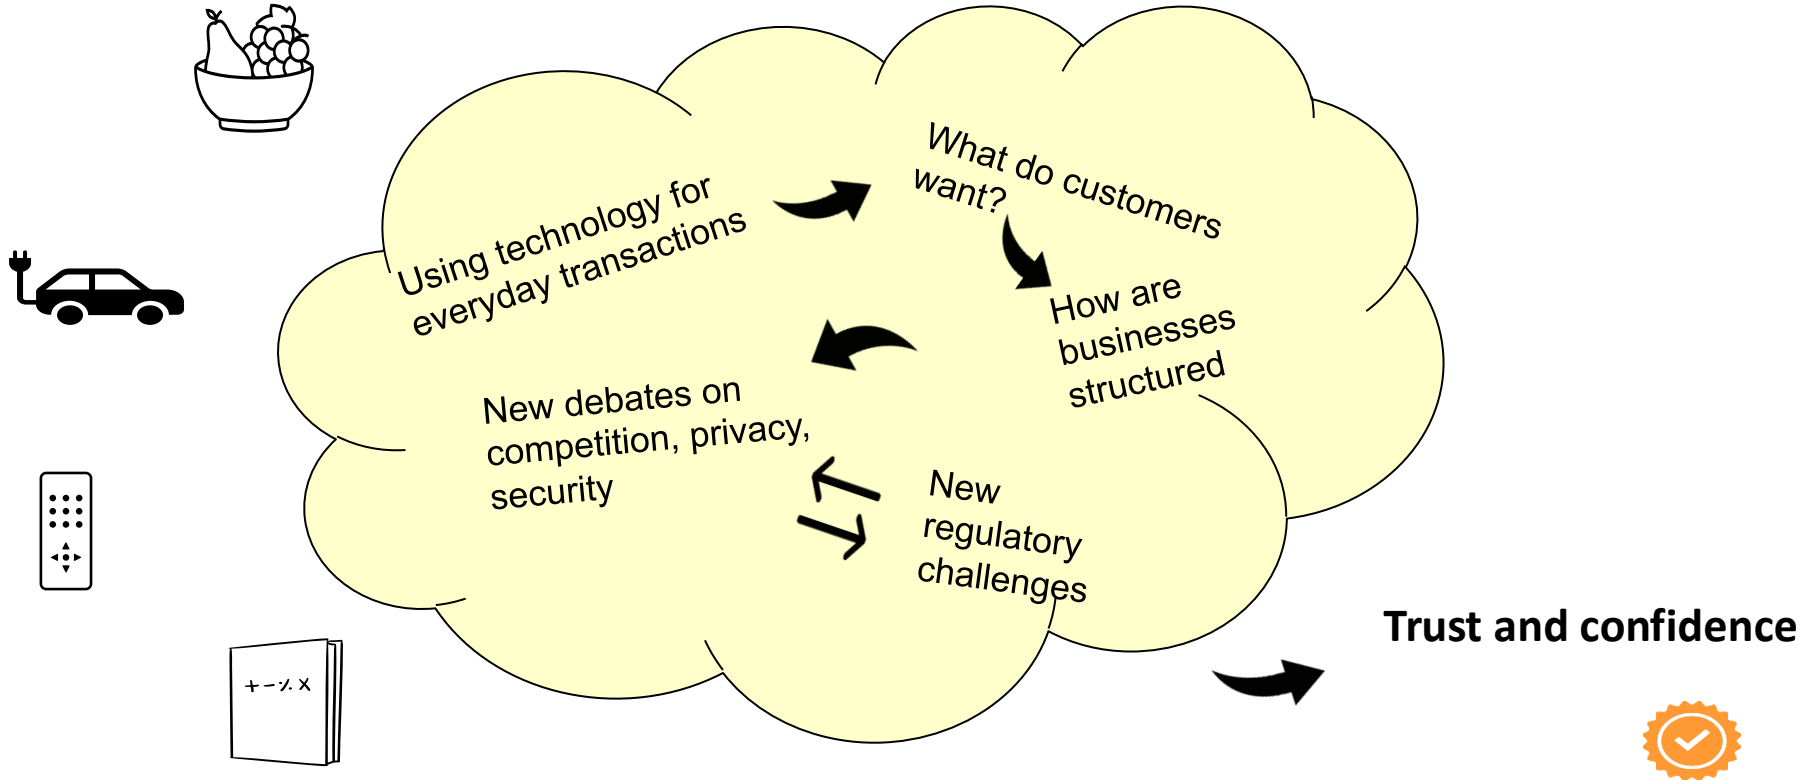 Using technology for
everyday transactions
What do customers
want?
How are
businesses
structured
New debates on
competition, privacy,
security
New
regulatory
challenges
Trust and confidence
+-٪x